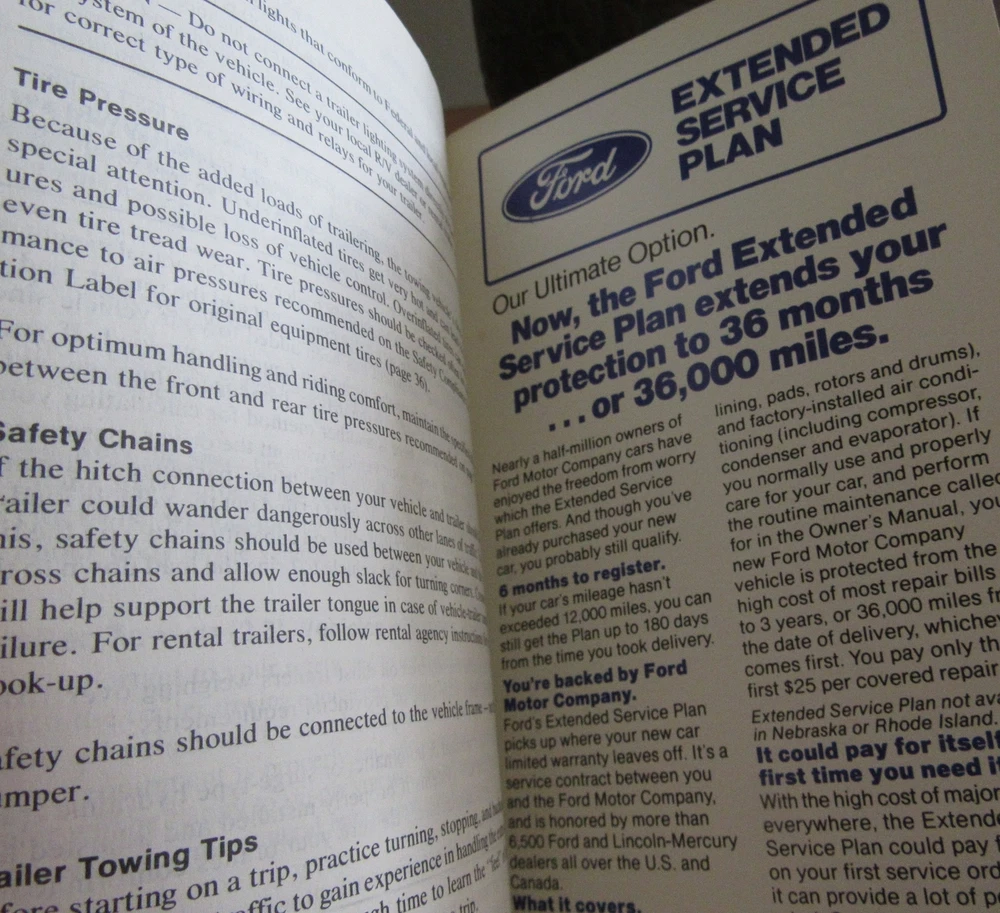 lights that conform to Federal and
— Do not connect a trailer lighting system
system of the vehicle. See your local R/V dealer or
for correct type of wiring and relays for your trailer.
Tire Pressure
Because of the added loads of trailering, the towing vehicle
special attention. Underinflated tires get very hot and can
ures and possible loss of vehicle control. Overinflated
even tire tread wear. Tire pressures should be checked often
mance to air pressures recommended on the Safety Compliance
tion Label for original equipment tires (page 36).
For optimum handling and riding comfort, maintain the
between the front and rear tire pressures recommended on
Safety Chains
f the hitch connection between your vehicle and trailer
railer could wander dangerously across other lanes of traffic
his, safety chains should be used between your vehicle and
ross chains and allow enough slack for turning corners.
ill help support the trailer tongue in case of vehicle-trailer
ilure. For rental trailers, follow rental agency instructions
ook-up.
afety chains should be connected to the vehicle frame –
umper.
ailer Towing Tips
fore starting on a trip, practice turning, stopping, and
affic to gain experience in handling the
gh time to learn the "feel"
trip.
Ford
EXTENDED
SERVICE
PLAN
Our Ultimate Option.
Now, the Ford Extended
Service Plan extends your
protection to 36 months
...or 36,000 miles.
Nearly a half-million owners of
Ford Motor Company cars have
enjoyed the freedom from worry
which the Extended Service
Plan offers. And though you've
already purchased your new
car, you probably still qualify.
6 months to register.
If your car's mileage hasn't
exceeded 12,000 miles, you can
still get the Plan up to 180 days
from the time you took delivery.
You're backed by Ford
Motor Company.
Ford's Extended Service Plan
picks up where your new car
limited warranty leaves off. It's a
service contract between you
and the Ford Motor Company,
and is honored by more than
6,500 Ford and Lincoln-Mercury
dealers all over the U.S. and
Canada.
What it covers.
lining, pads, rotors and drums),
and factory-installed air condi-
tioning (including compressor,
condenser and evaporator). If
you normally use and properly
care for your car, and perform
the routine maintenance called
for in the Owner's Manual, you
new Ford Motor Company
vehicle is protected from the
high cost of most repair bills
to 3 years, or 36,000 miles fr
the date of delivery, whichev
comes first. You pay only th
first $25 per covered repair
Extended Service Plan not ava
in Nebraska or Rhode Island.
It could pay for itself
first time you need it
With the high cost of major
everywhere, the Extende
Service Plan could pay f
on your first service ord
it can provide a lot of p